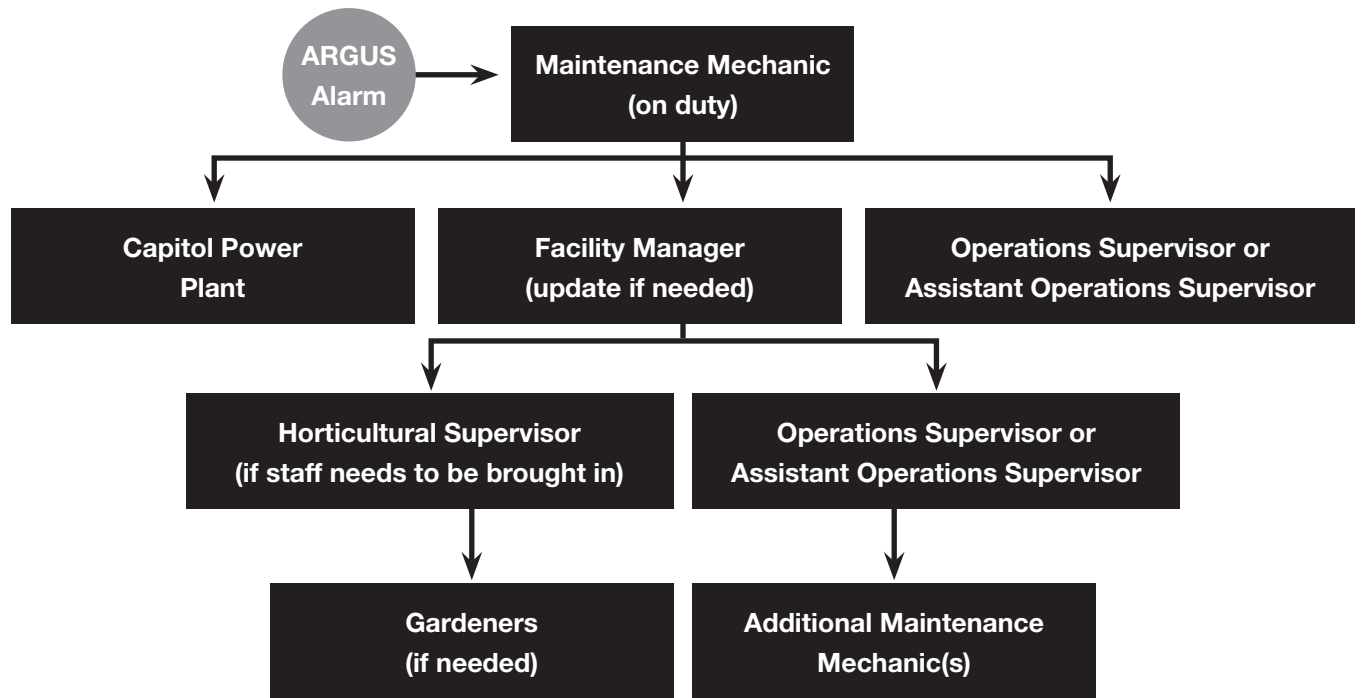 ARGUS
Alarm
Maintenance Mechanic
(on duty)
Capitol Power
Plant
Facility Manager
(update if needed)
Operations Supervisor or
Assistant Operations Supervisor
Horticultural Supervisor
(if staff needs to be brought in)
Operations Supervisor or
Assistant Operations Supervisor
Gardeners
(if needed)
Additional Maintenance
Mechanic(s)